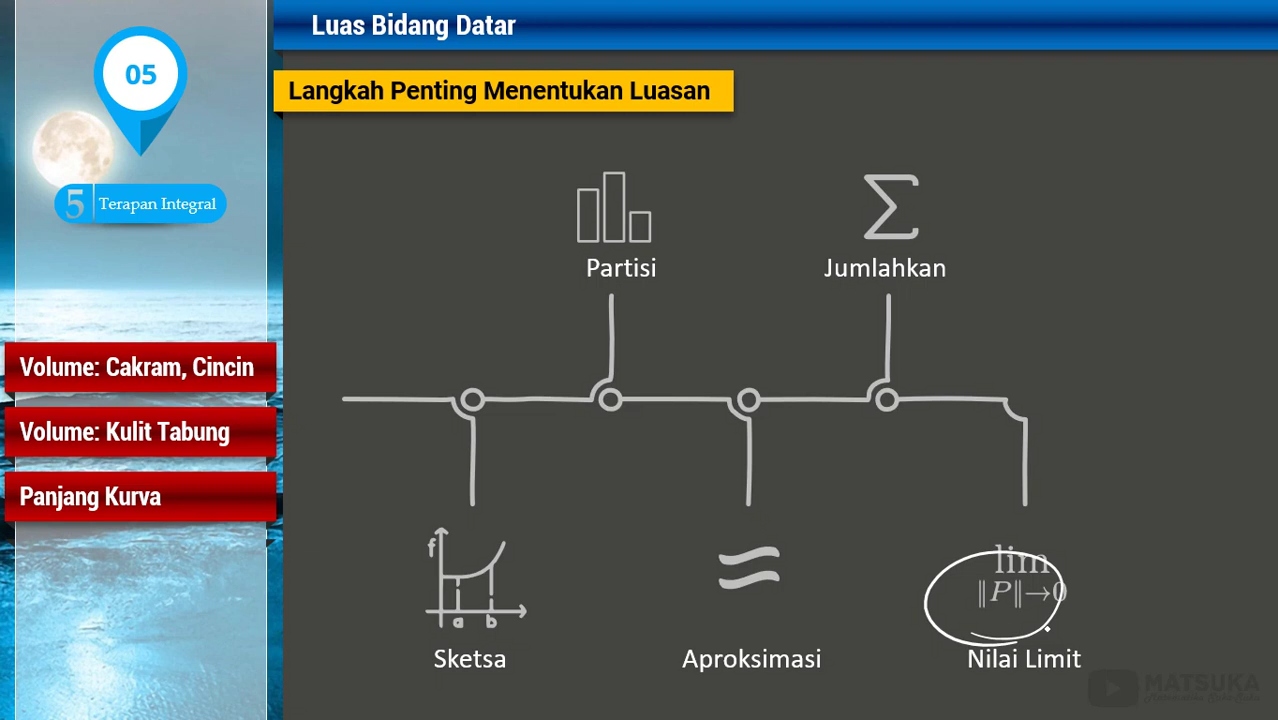 05
5 Terapan Integral
Volume: Cakram, Cincin
Volume: Kulit Tabung
Panjang Kurva
Luas Bidang Datar
Langkah Penting Menentukan Luasan
Partisi
Σ
Jumlahkan
f
a b
Sketsa
≈
Aproksimasi
lim
‖P‖→0
Nilai Limit
MATSUKA